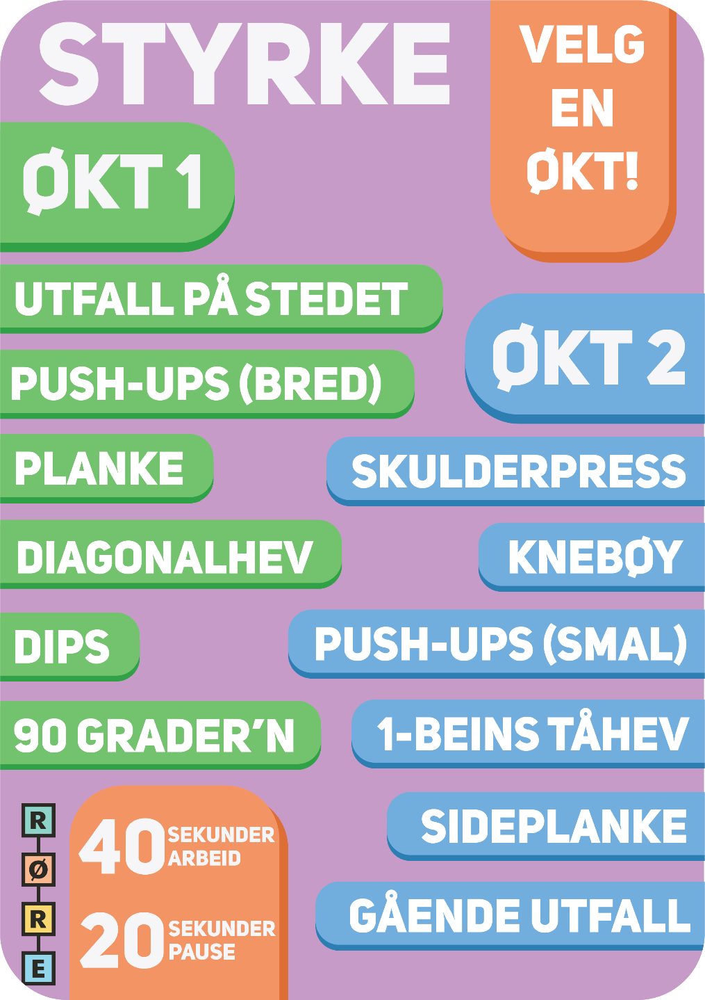 STYRKE
VELG
EN
ØKT!
ØKT 1
UTFALL PÅ STEDET
PUSH-UPS (BRED)
PLANKE
DIAGONALHEV
DIPS
90 GRADER'N
ØKT 2
SKULDERPRESS
KNEBØY
PUSH-UPS (SMAL)
1-BEINS TÅHEV
SIDEPLANKE
GÅENDE UTFALL
40 SEKUNDER
ARBEID
20 SEKUNDER
PAUSE
R
Ø
R
E